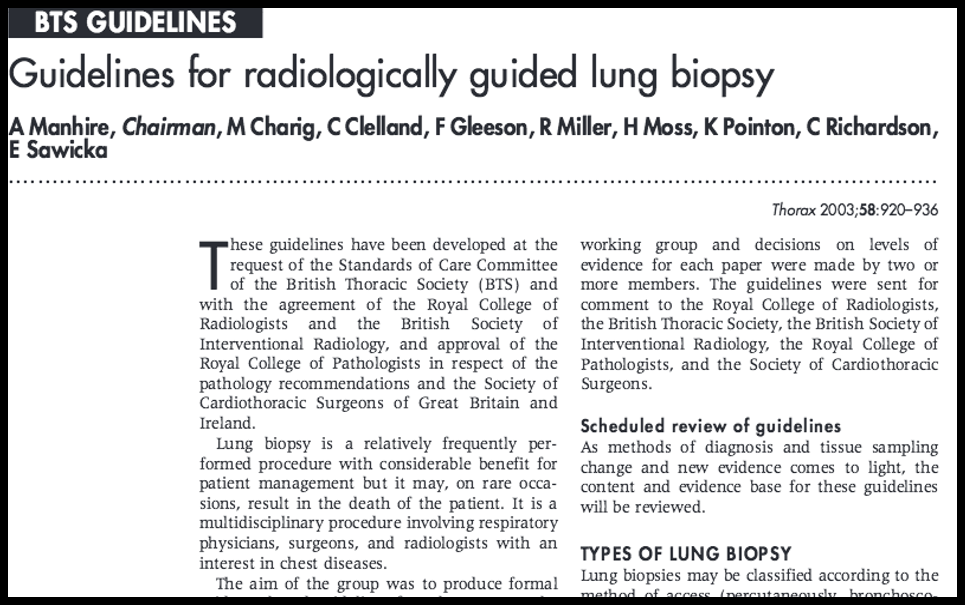 BTS GUIDELINES
Guidelines for radiologically guided lung biopsy
A Manhire, Chairman, M Charig, C Clelland, F Gleeson, R Miller, H Moss, K Pointon, C Richardson,
E Sawicka
Thorax 2003;58:920–936
These guidelines have been developed at the
request of the Standards of Care Committee
of the British Thoracic Society (BTS) and
with the agreement of the Royal College of
Radiologists and the British Society of
Interventional Radiology, and approval of the
Royal College of Pathologists in respect of the
pathology recommendations and the Society of
Cardiothoracic Surgeons of Great Britain and
Ireland.
Lung biopsy is a relatively frequently per-
formed procedure with considerable benefit for
patient management but it may, on rare occa-
sions, result in the death of the patient. It is a
multidisciplinary procedure involving respiratory
physicians, surgeons, and radiologists with an
interest in chest diseases.
The aim of the group was to produce formal
working group and decisions on levels of
evidence for each paper were made by two or
more members. The guidelines were sent for
comment to the Royal College of Radiologists,
the British Thoracic Society, the British Society of
Interventional Radiology, the Royal College of
Pathologists, and the Society of Cardiothoracic
Surgeons.
Scheduled review of guidelines
As methods of diagnosis and tissue sampling
change and new evidence comes to light, the
content and evidence base for these guidelines
will be reviewed.
TYPES OF LUNG BIOPSY
Lung biopsies may be classified according to the
method of access (percutaneously, bronchosco-